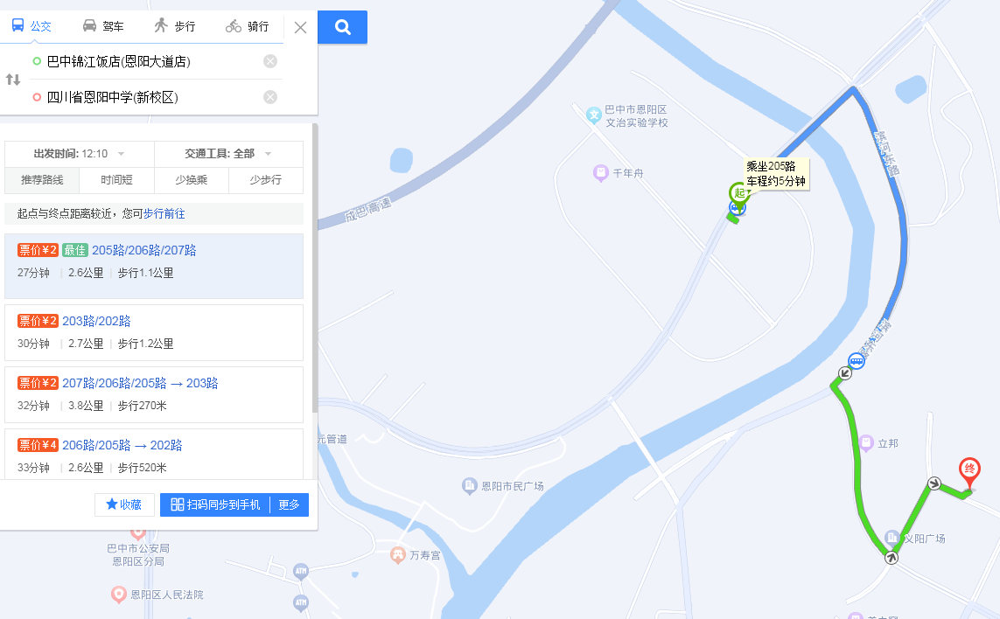 公交 驾车 步行 骑行
巴中锦江饭店(恩阳大道店)
四川省恩阳中学(新校区)
出发时间: 12:10 交通工具: 全部
推荐路线 时间短 少换乘 少步行
起点与终点距离较近，您可步行前往
票价¥2 最佳 205路/206路/207路
27分钟 2.6公里 步行1.1公里
票价¥2 203路/202路
30分钟 2.7公里 步行1.2公里
票价¥2 207路/206路/205路 → 203路
32分钟 3.8公里 步行270米
票价¥4 206路/205路 → 202路
33分钟 2.6公里 步行520米
收藏 扫码同步到手机 更多
巴中市恩阳区
文治实验学校
千年舟
成巴高速
乘坐205路
车程约5分钟
起
元管道
恩阳市民广场
立邦
终
义阳广场
巴中市公安局
恩阳区分局
万寿宫
ATM
恩阳区人民法院
ATM